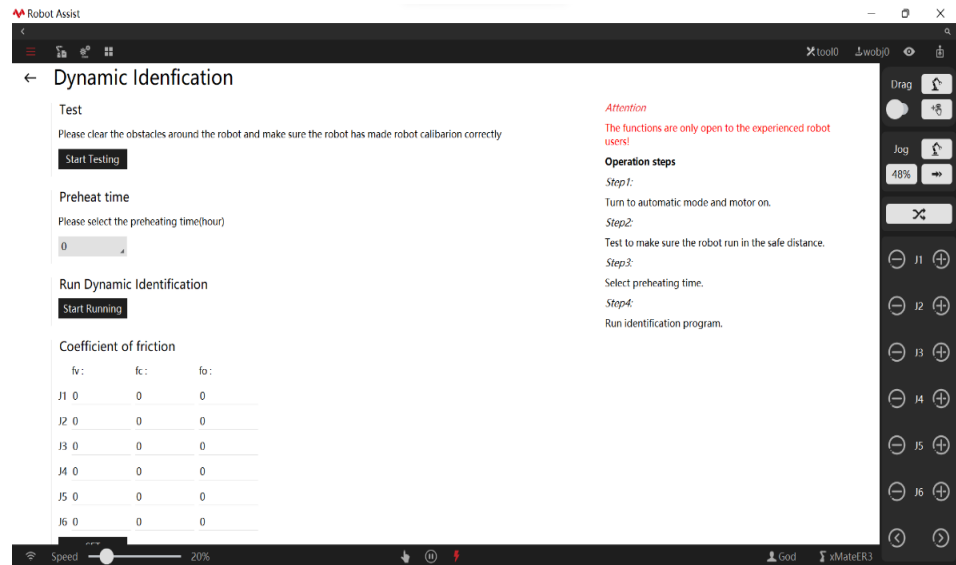 Robot Assist
tool0 wobj0
Dynamic Idenfication
Test
Please clear the obstacles around the robot and make sure the robot has made robot calibarion correctly
Start Testing
Preheat time
Please select the preheating time(hour)
0
Run Dynamic Identification
Start Running
Coefficient of friction
fv : fc : fo :
J1 0 0 0
J2 0 0 0
J3 0 0 0
J4 0 0 0
J5 0 0 0
J6 0 0 0
Attention
The functions are only open to the experienced robot
users!
Operation steps
Step1:
Turn to automatic mode and motor on.
Step2:
Test to make sure the robot run in the safe distance.
Step3:
Select preheating time.
Step4:
Run identification program.
Drag
Jog
48%
J1
J2
J3
J4
J5
J6
Speed 20% God xMateER3